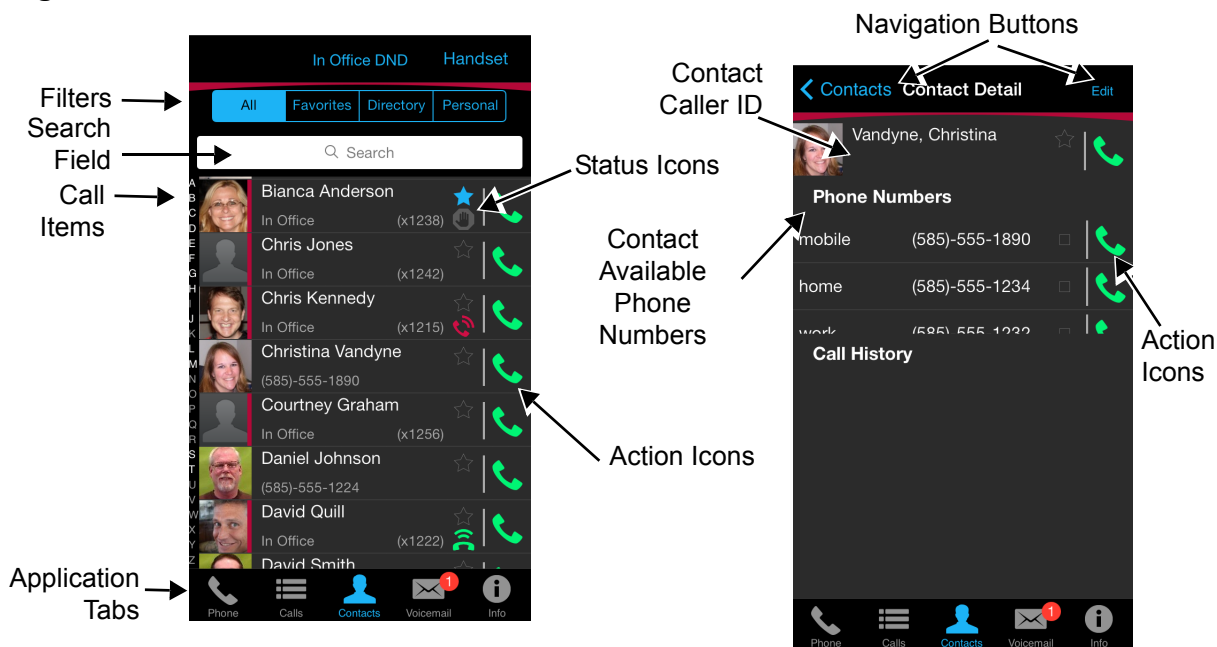 Navigation Buttons
In Office DND Handset
Contact
Caller ID
Contacts Contact Detail Edit
Filters
All Favorites Directory Personal
Search
Field
Search
Vandyne, Christina
Status Icons
Call
Items
A
B
C
D
E
F
G
H
I
J
K
L
M
N
O
P
Q
R
S
T
U
V
W
X
Y
Z
Bianca Anderson
In Office (x1238)
Chris Jones
In Office (x1242)
Chris Kennedy
In Office (x1215)
Christina Vandyne
(585)-555-1890
Courtney Graham
In Office (x1256)
Daniel Johnson
(585)-555-1224
David Quill
In Office (x1222)
David Smith
Phone Numbers
Contact
Available
Phone
Numbers
mobile (585)-555-1890
home (585)-555-1234
work (585)-555-1232
Action
Icons
Call History
Action Icons
Application
Tabs
1
Phone Calls Contacts Voicemail Info
1
Phone Calls Contacts Voicemail Info